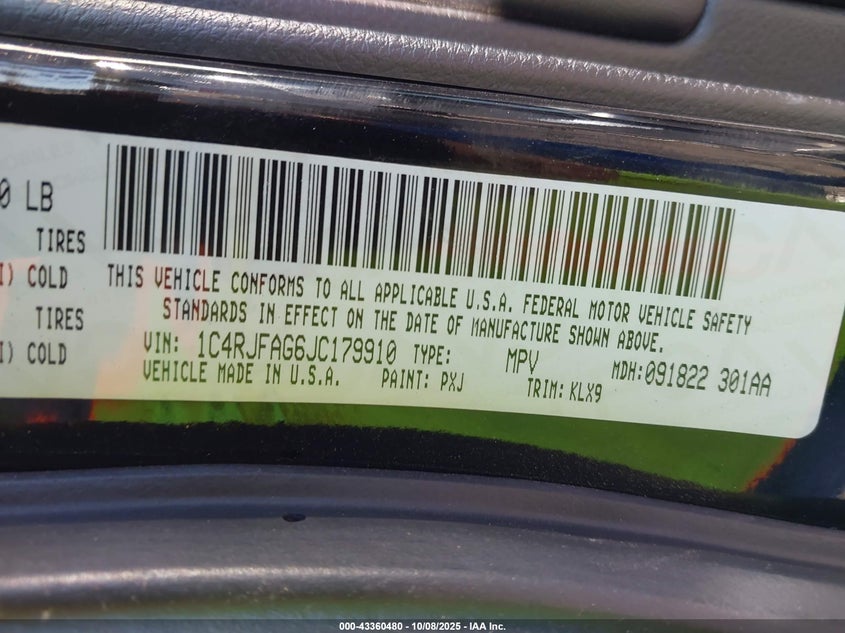 0 LB
TIRES
I) COLD
TIRES
I) COLD
THIS VEHICLE CONFORMS TO ALL APPLICABLE U.S.A. FEDERAL MOTOR VEHICLE SAFETY
STANDARDS IN EFFECT ON THE DATE OF MANUFACTURE SHOWN ABOVE.
VIN: 1C4RJFAG6JC179910 TYPE: MPV MDH:091822 301AA
VEHICLE MADE IN U.S.A. PAINT: PXJ TRIM: KLX9
000-43360480 - 10/08/2025 - IAA Inc.